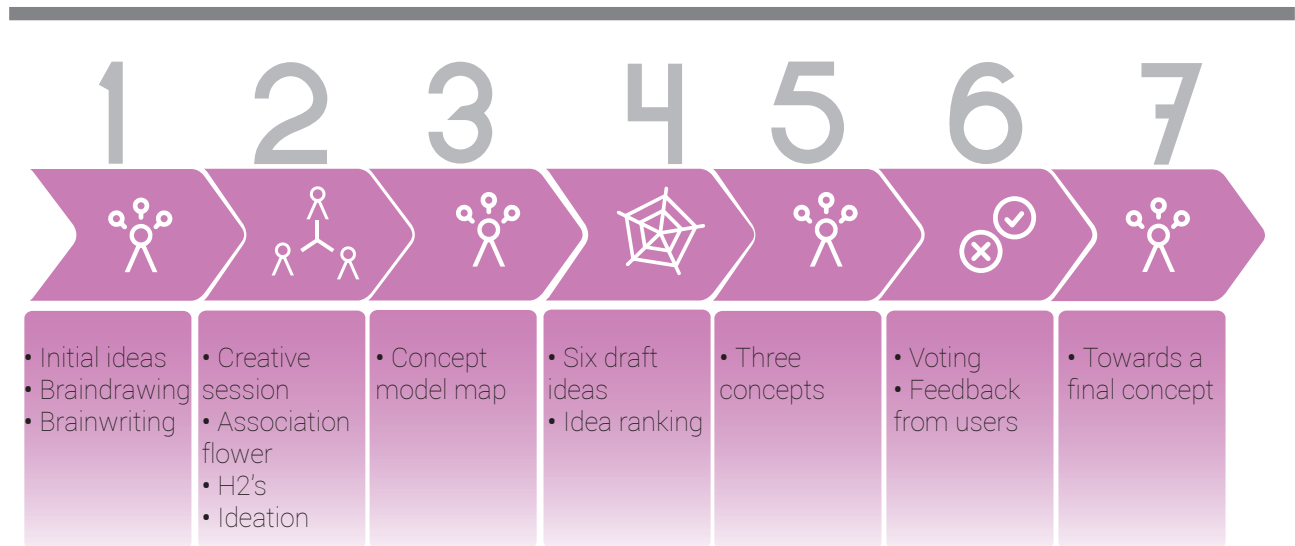 1
2
3
4
5
6
7
• Initial ideas
• Braindrawing
• Brainwriting
• Creative
session
• Association
flower
• H2's
• Ideation
• Concept
model map
• Six draft
ideas
• Idea ranking
• Three
concepts
• Voting
• Feedback
from users
• Towards a
final concept